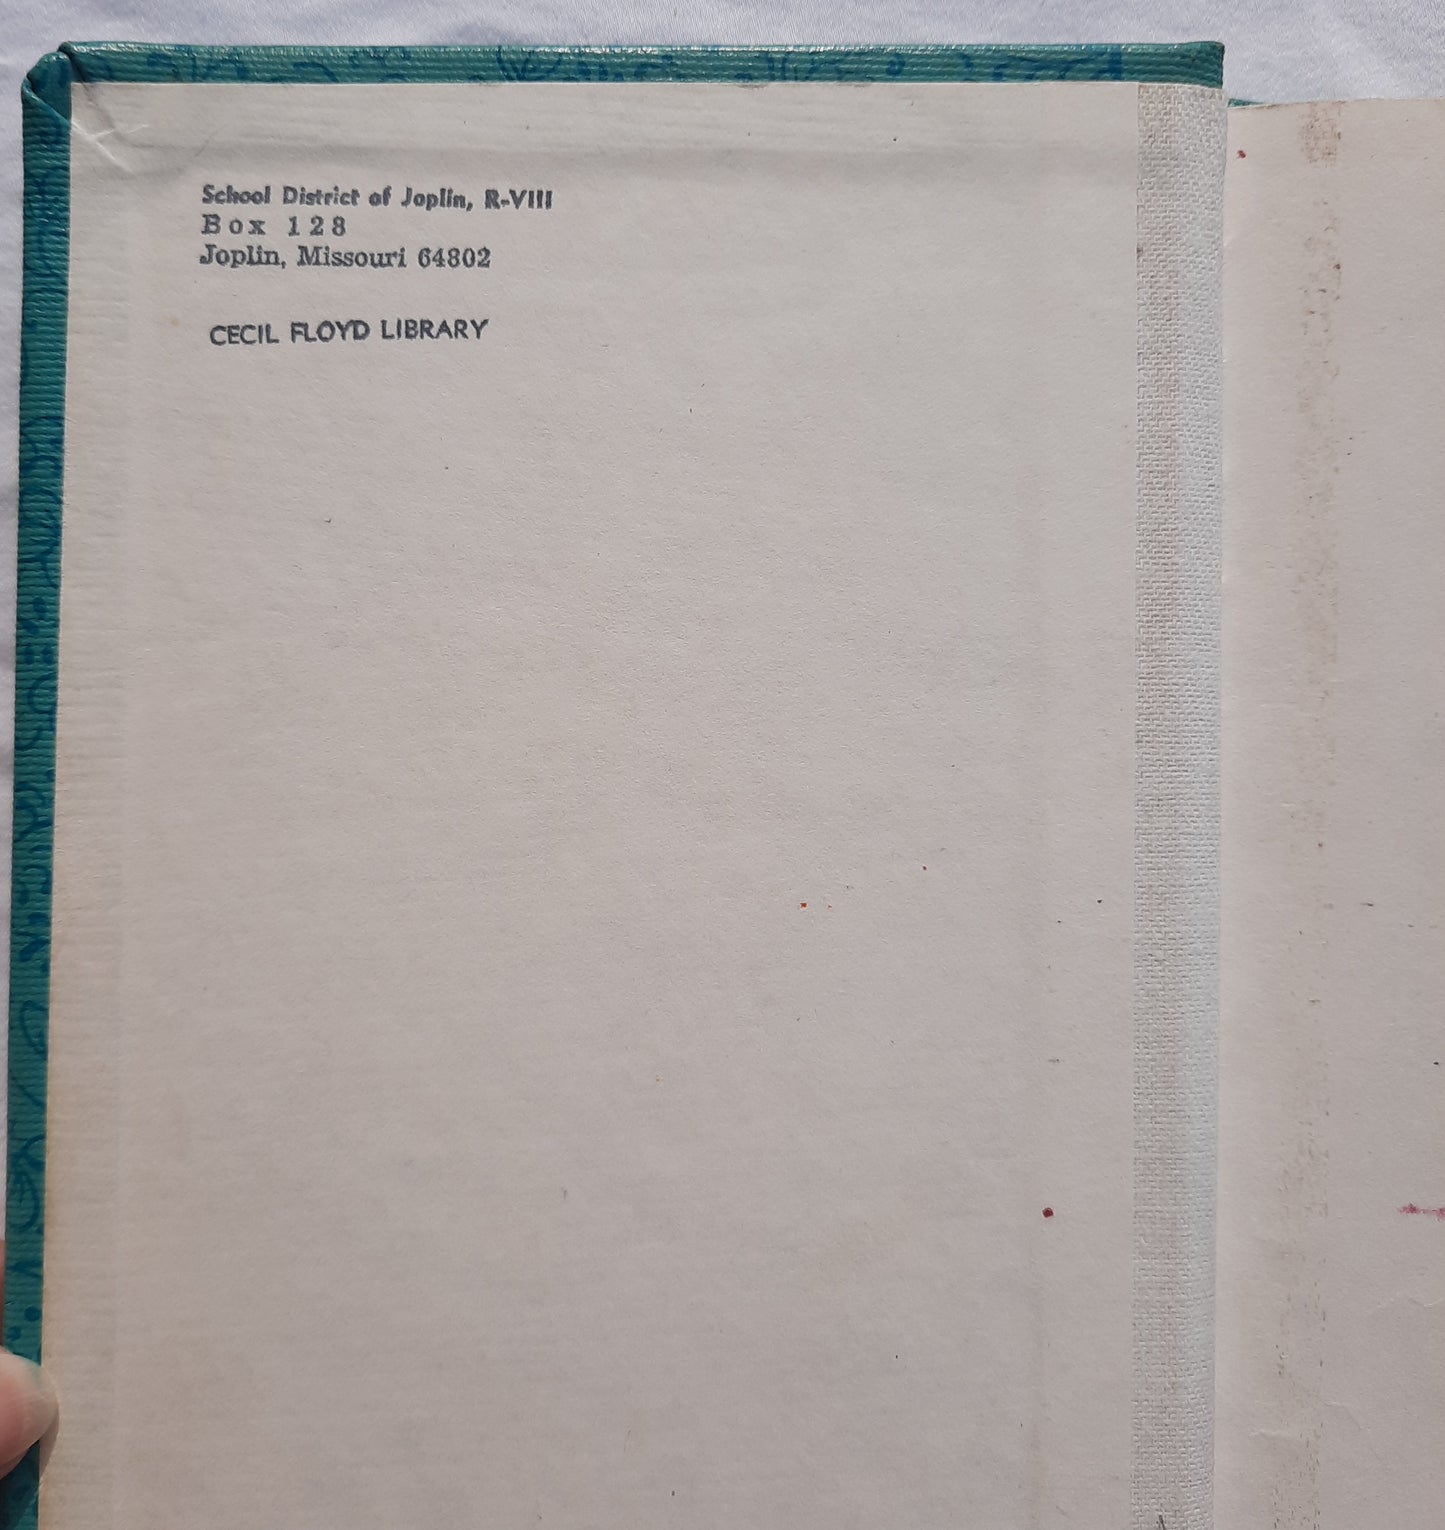 School District of Joplin, R-VIII
Box 128
Joplin, Missouri 64802
CECIL FLOYD LIBRARY